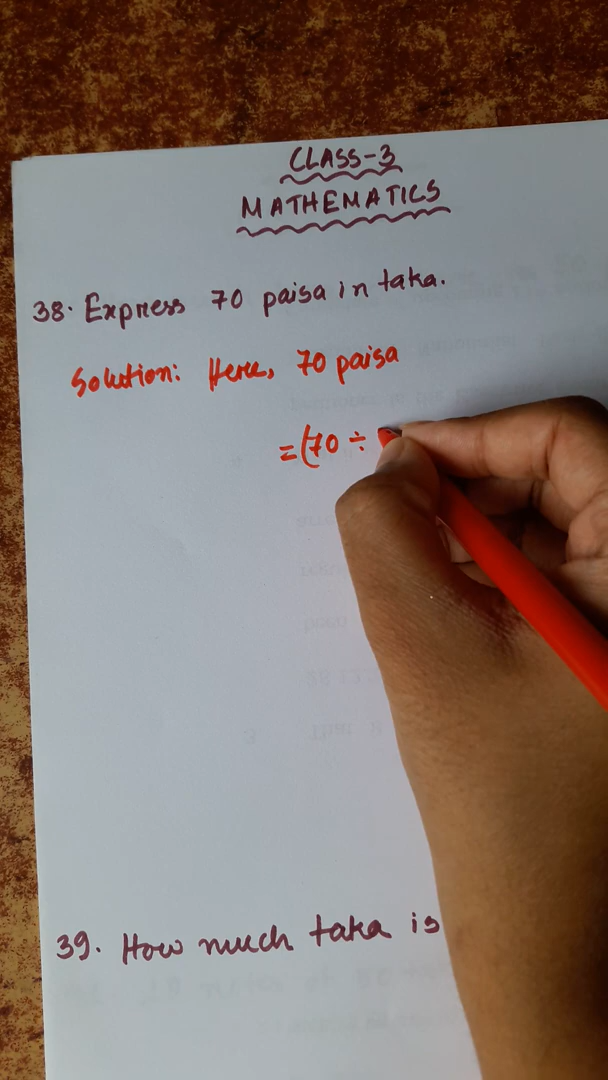 CLASS-3
MATHEMATICS
38. Express 70 paisa in taka.
Solution: Here, 70 paisa
=(70 ÷
39. How much taka is